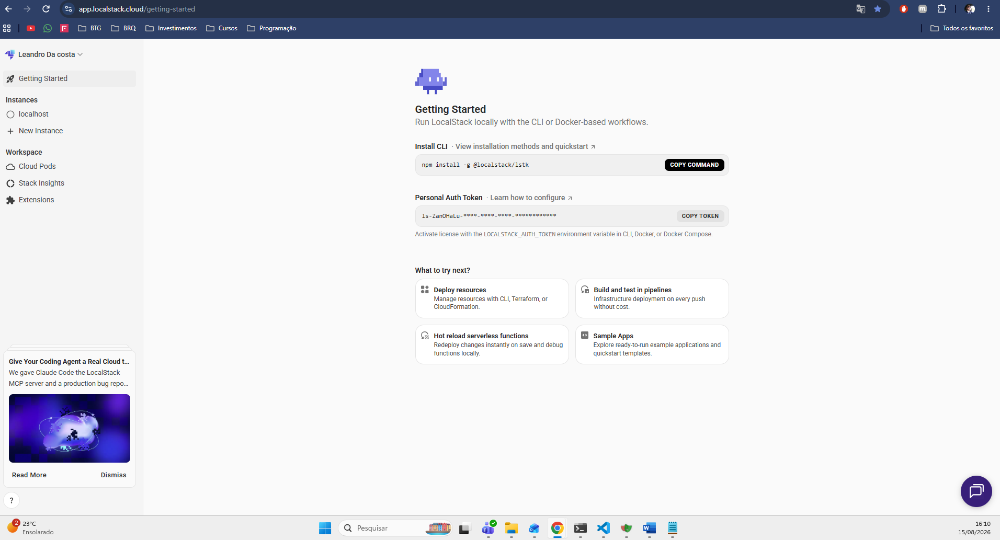 app.localstack.cloud/getting-started
BTG
BRQ
Investimentos
Cursos
Programação
Todos os favoritos
Leandro Da costa
Getting Started
Instances
localhost
New Instance
Workspace
Cloud Pods
Stack Insights
Extensions
Getting Started
Run LocalStack locally with the CLI or Docker-based workflows.
Install CLI · View installation methods and quickstart ↗
npm install -g @localstack/lstk
COPY COMMAND
Personal Auth Token · Learn how to configure ↗
ls-ZanOHaLu-****-****-****-************
COPY TOKEN
Activate license with the LOCALSTACK_AUTH_TOKEN environment variable in CLI, Docker, or Docker Compose.
What to try next?
Deploy resources
Manage resources with CLI, Terraform, or
CloudFormation.
Build and test in pipelines
Infrastructure deployment on every push
without cost.
Hot reload serverless functions
Redeploy changes instantly on save and debug
functions locally.
Sample Apps
Explore ready-to-run example applications and
quickstart templates.
Give Your Coding Agent a Real Cloud t...
We gave Claude Code the LocalStack
MCP server and a production bug repo...
Read More
Dismiss
?
2
23°C
Ensolarado
Pesquisar
16:10
15/08/2026